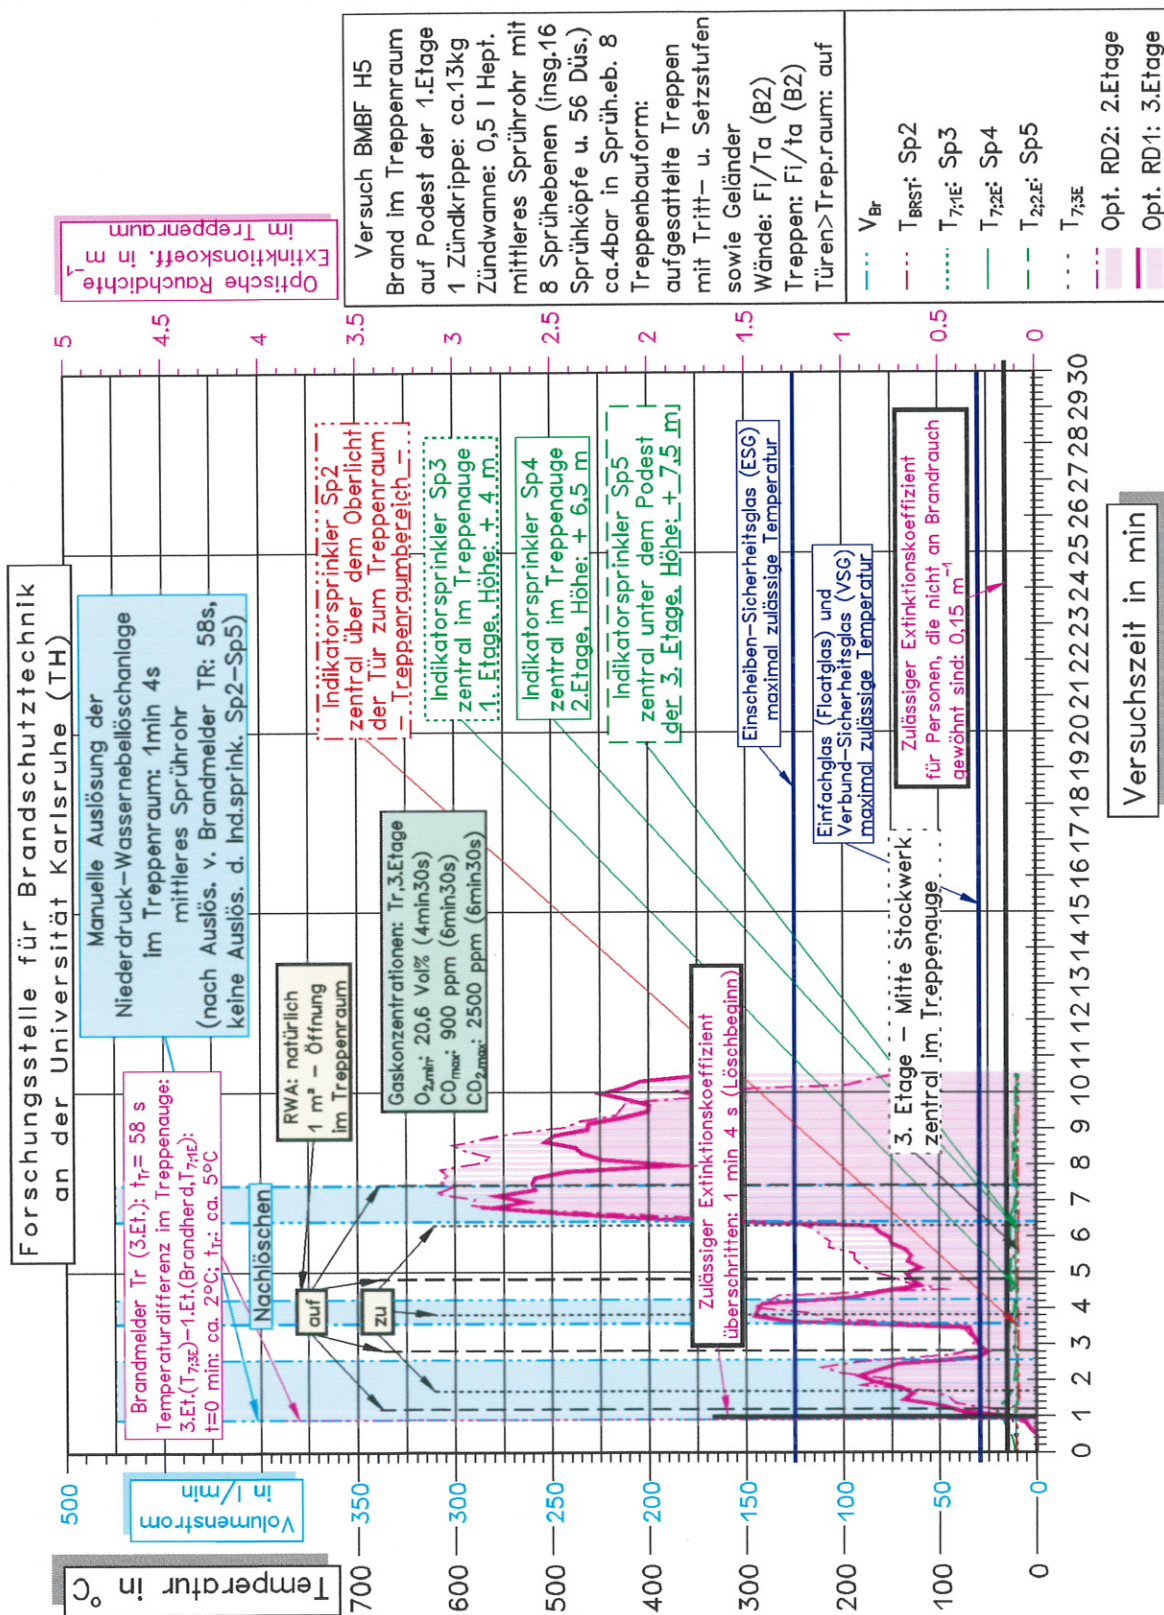 Forschungsstelle für Brandschutztechnik
an der Universität Karlsruhe (TH)
Temperatur in °C
Volumenstrom
in l/min
Optische Rauchdichte
Extinktionskoeff. in m⁻¹
im Treppenraum
Brandmelder Tr (3.Et.): tTr= 58 s
Temperaturdifferenz im Treppenauge:
3.Et.(T7;3E)−1.Et.(Brandherd,T7;1E):
t=0 min: ca. 2°C; tTr: ca. 5°C
Manuelle Auslösung der
Niederdruck−Wassernebellöschanlage
im Treppenraum: 1min 4s
mittleres Sprührohr
(nach Auslös. v. Brandmelder TR: 58s,
keine Auslös. d. Ind.sprink. Sp2−Sp5)
Nachlöschen
RWA: natürlich
1 m² − Öffnung
im Treppenraum
auf
zu
Gaskonzentrationen: Tr,3.Etage
O2,min: 20,6 Vol% (4min30s)
COmax: 900 ppm (6min30s)
CO2,max: 2500 ppm (6min30s)
Indikatorsprinkler Sp2
zentral über dem Oberlicht
der Tür zum Treppenraum
− Treppenraumbereich −
Indikatorsprinkler Sp3
zentral im Treppenauge
1. Etage, Höhe: + 4 m
Indikatorsprinkler Sp4
zentral im Treppenauge
2.Etage, Höhe: + 6,5 m
Indikatorsprinkler Sp5
zentral unter dem Podest
der 3. Etage, Höhe: + 7,5 m
Zulässiger Extinktionskoeffizient
überschritten: 1 min 4 s (Löschbeginn)
Einscheiben−Sicherheitsglas (ESG)
maximal zulässige Temperatur
Einfachglas (Floatglas) und
Verbund−Sicherheitsglas (VSG)
maximal zulässige Temperatur
3. Etage − Mitte Stockwerk
zentral im Treppenauge
Zulässiger Extinktionskoeffizient
für Personen, die nicht an Brandrauch
gewöhnt sind: 0,15 m⁻¹
Versuch BMBF H5
Brand im Treppenraum
auf Podest der 1.Etage
1 Zündkrippe: ca.13kg
Zündwanne: 0,5 l Hept.
mittleres Sprührohr mit
8 Sprühebenen (insg.16
Sprühköpfe u. 56 Düs.)
ca.4bar in Sprüh.eb. 8
Treppenbauform:
aufgesattelte Treppen
mit Tritt− u. Setzstufen
sowie Geländer
Wände: Fi/Ta (B2)
Treppen: Fi/ta (B2)
Türen>Trep.raum: auf
VBr
TBRST: Sp2
T7;1E: Sp3
T7;2E: Sp4
T2;2.E: Sp5
T7;3E
Opt. RD2: 2.Etage
Opt. RD1: 3.Etage
500
350
300
250
200
150
100
50
0
700
600
500
400
300
200
100
0
5
4.5
4
3.5
3
2.5
2
1.5
1
0.5
0
0 1 2 3 4 5 6 7 8 9 10 11 12 13 14 15 16 17 18 19 20 21 22 23 24 25 26 27 28 29 30
Versuchszeit in min